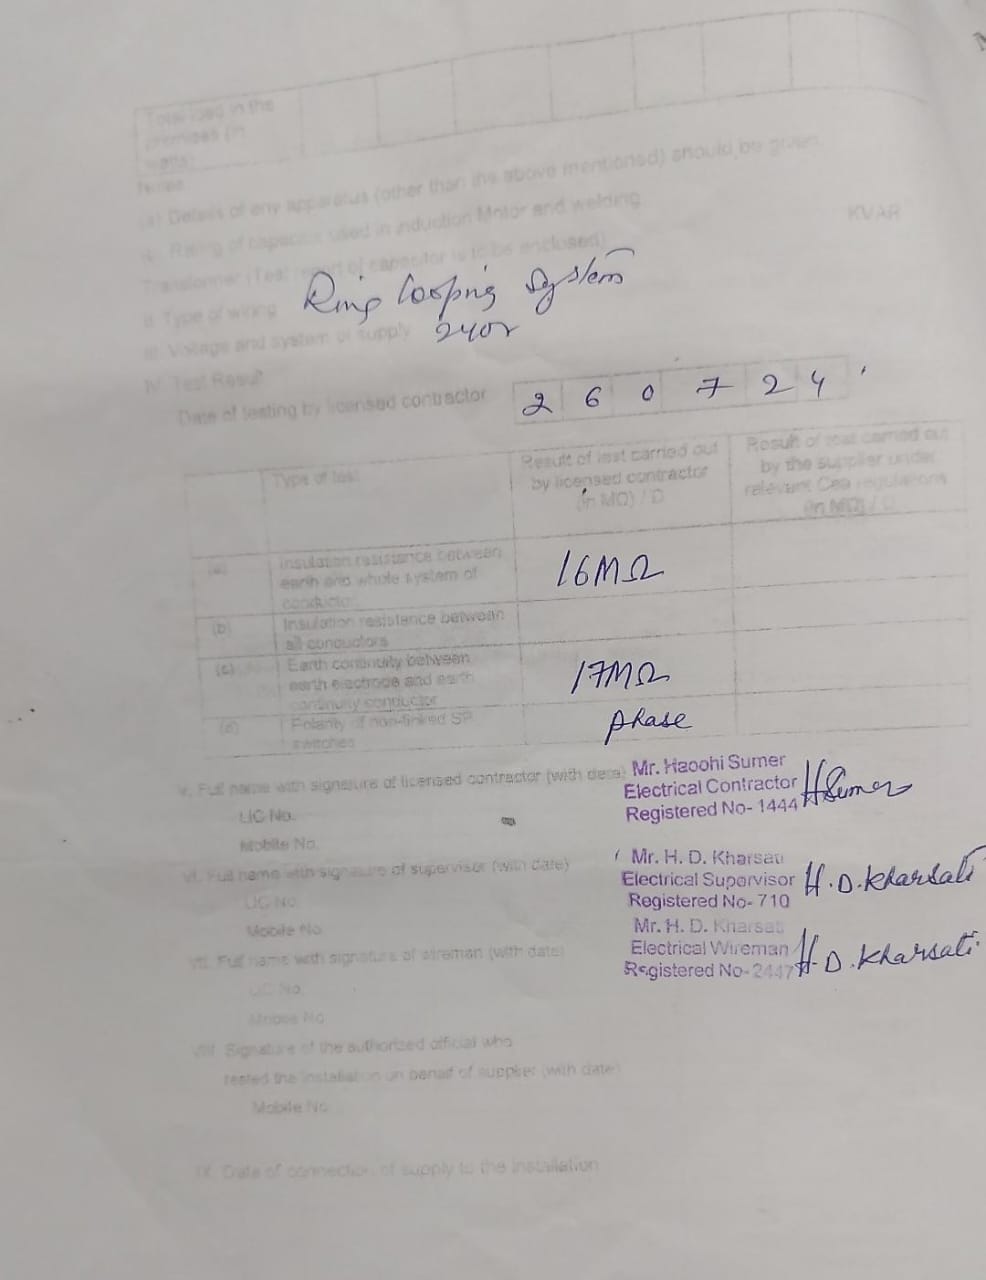 Total load in the
premises (in
watts)
Notes
(a) Details of any apparatus (other than the above mentioned) should be given.
Rating of capacitor used in induction Motor and welding KVAR
Transformer (Test report of capacitor is to be enclosed)
II. Type of wiring Ring looping System
III. Voltage and system of supply 240v
IV. Test Result
Date of testing by licensed contractor 2 6 0 7 2 4
Type of test
Result of test carried out
by licensed contractor
(in MΩ) / Ω
Result of test carried out
by the supplier under
relevant Cea regulations
(in MΩ) / Ω
(a) Insulation resistance between
earth and whole system of
conductor
16MΩ
(b) Insulation resistance between
all conductors
(c) Earth continuity between
earth electrode and earth
continuity conductor
17MΩ
(d) Polarity of non-linked SP
switches
phase
v. Full name with signature of licensed contractor (with date)
LIC No.
Mobile No.
Mr. Haoohi Sumer
Electrical Contractor
Registered No- 1444
HSumer
vi. Full name with signature of supervisor (with date)
LIC No.
Mobile No
Mr. H. D. Kharsati
Electrical Supervisor
Registered No- 710
H.D.Kharsati
vii. Full name with signature of wireman (with date)
LIC No.
Mobile No
Mr. H. D. Kharsati
Electrical Wireman
Registered No- 2447
H.D.Kharsati
VIII. Signature of the authorized official who
tested the installation on behalf of supplier (with date)
Mobile No
IX. Date of connection of supply to the installation